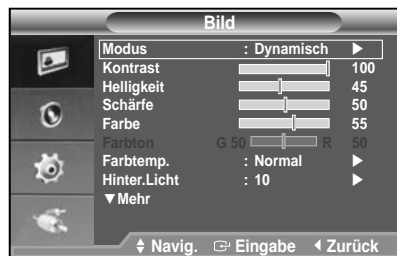 Bild
Modus : Dynamisch ▶
Kontrast 100
Helligkeit 45
Schärfe 50
Farbe 55
Farbton G 50 R 50
Farbtemp. : Normal ▶
Hinter.Licht : 10 ▶
▼Mehr
Navig. Eingabe Zurück